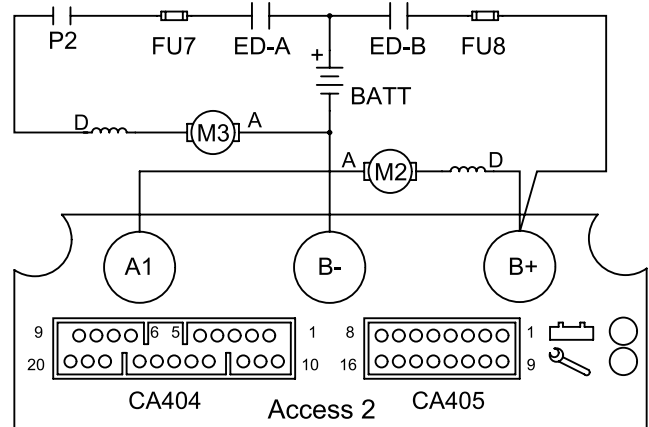 P2 FU7 ED-A + ED-B FU8
BATT
D M3 A
A M2 D
A1 B- B+
9 6 5 1 8 1
20 10 16 9
CA404 Access 2 CA405